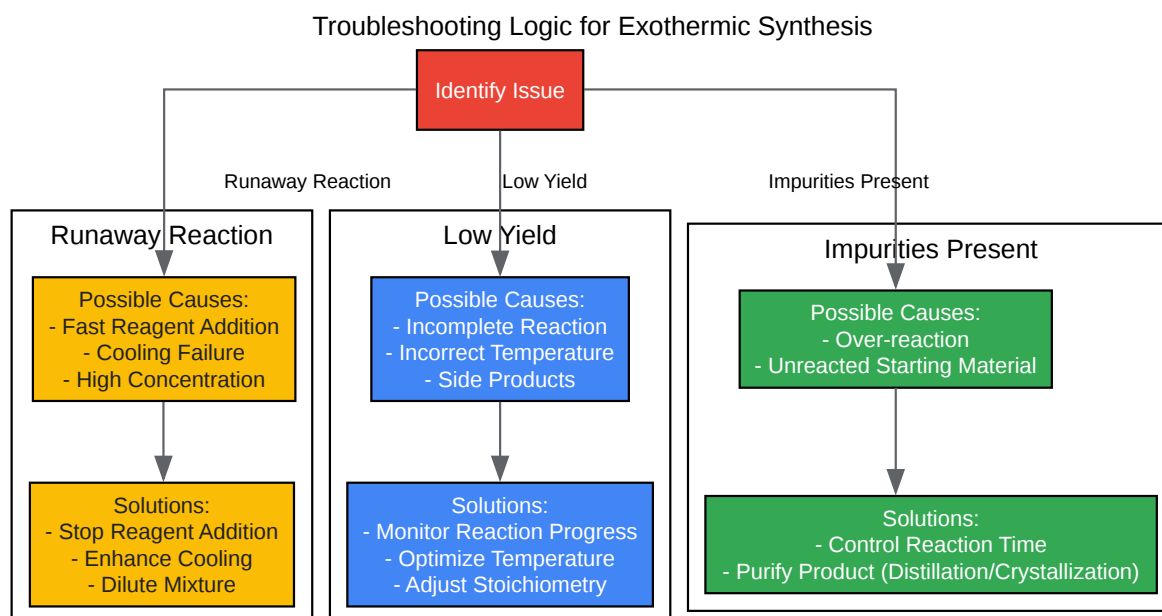 Troubleshooting Logic for Exothermic Synthesis
Identify Issue
Runaway Reaction
Low Yield
Impurities Present
Runaway Reaction
Possible Causes:
- Fast Reagent Addition
- Cooling Failure
- High Concentration
Solutions:
- Stop Reagent Addition
- Enhance Cooling
- Dilute Mixture
Low Yield
Possible Causes:
- Incomplete Reaction
- Incorrect Temperature
- Side Products
Solutions:
- Monitor Reaction Progress
- Optimize Temperature
- Adjust Stoichiometry
Impurities Present
Possible Causes:
- Over-reaction
- Unreacted Starting Material
Solutions:
- Control Reaction Time
- Purify Product (Distillation/Crystallization)